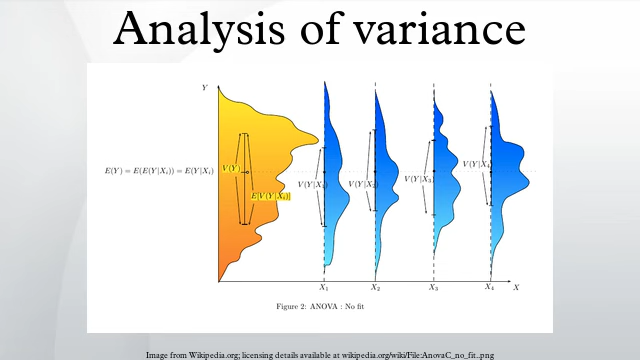 Analysis of variance
Y
E(Y) = E(E(Y|X_i)) = E(Y|X_i)
V(Y)
E[V(Y|X_i)]
V(Y|X_1)
V(Y|X_2)
V(Y|X_3)
V(Y|X_4)
X_1
X_2
X_3
X_4
X
Figure 2: ANOVA : No fit
Image from Wikipedia.org; licensing details available at wikipedia.org/wiki/File:AnovaC_no_fit..png